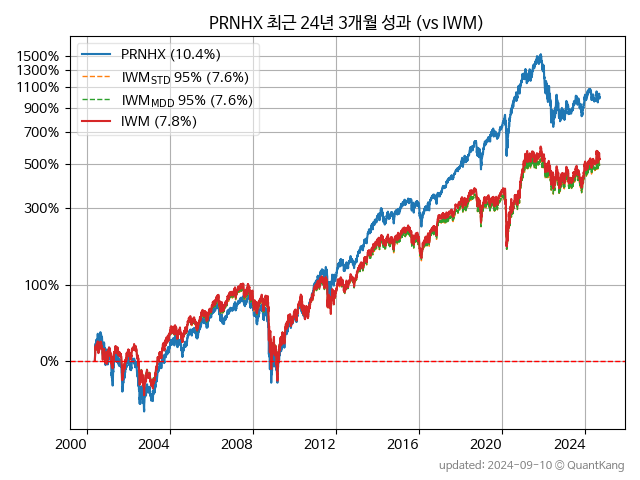 PRNHX 최근 24년 3개월 성과 (vs IWM)
PRNHX (10.4%)
IWM_STD 95% (7.6%)
IWM_MDD 95% (7.6%)
IWM (7.8%)
1500%
1300%
1100%
900%
700%
500%
300%
100%
0%
2000 2004 2008 2012 2016 2020 2024
updated: 2024-09-10 © QuantKang